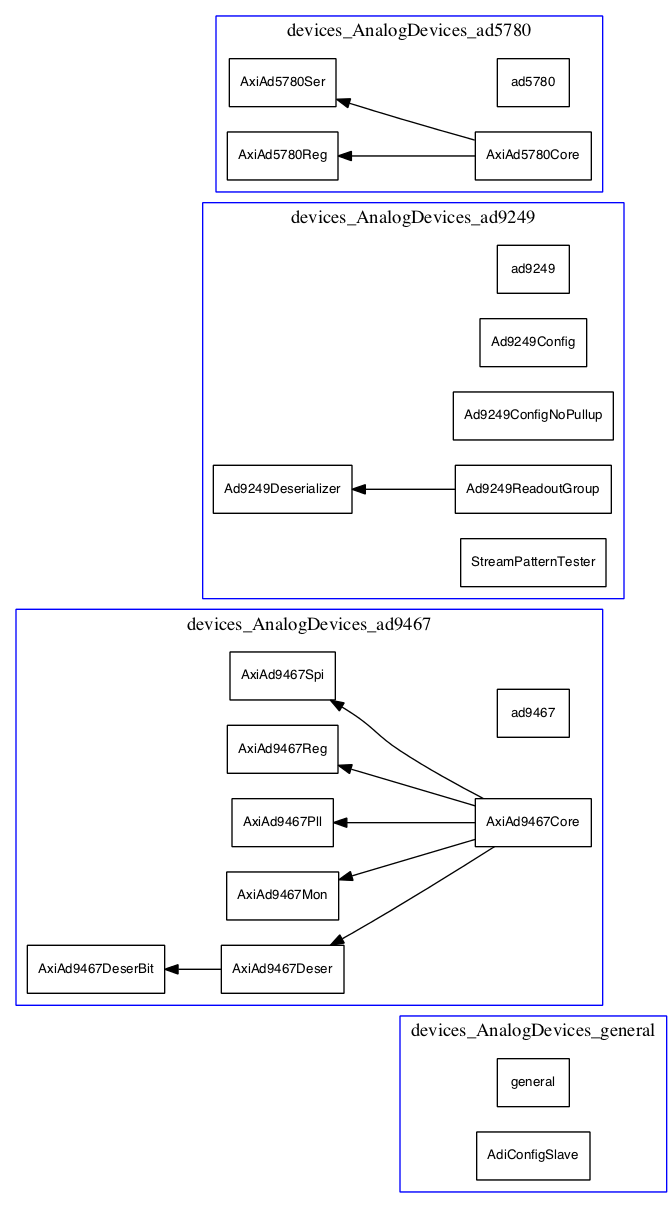 devices_AnalogDevices_ad5780
AxiAd5780Ser
ad5780
AxiAd5780Reg
AxiAd5780Core
devices_AnalogDevices_ad9249
ad9249
Ad9249Config
Ad9249ConfigNoPullup
Ad9249Deserializer
Ad9249ReadoutGroup
StreamPatternTester
devices_AnalogDevices_ad9467
AxiAd9467Spi
ad9467
AxiAd9467Reg
AxiAd9467Pll
AxiAd9467Core
AxiAd9467Mon
AxiAd9467DeserBit
AxiAd9467Deser
devices_AnalogDevices_general
general
AdiConfigSlave